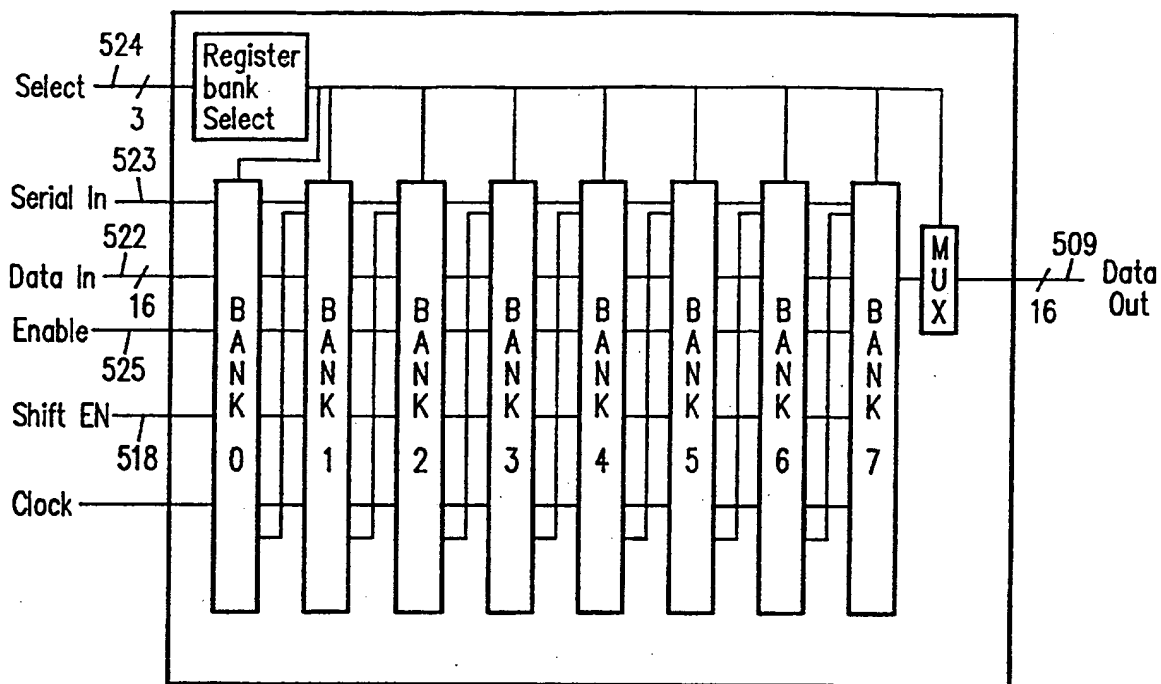 524
Register
bank
Select
Select
3
523
Serial In
522
Data In
16
Enable
525
Shift EN
518
Clock
BANK 0
BANK 1
BANK 2
BANK 3
BANK 4
BANK 5
BANK 6
BANK 7
MUX
509
Data
Out
16